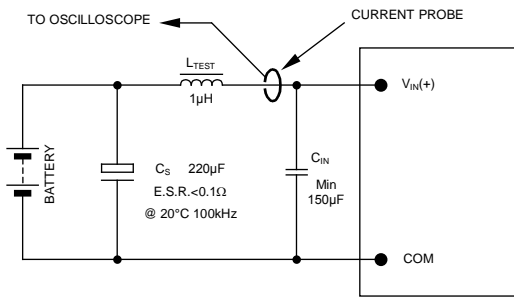 TO OSCILLOSCOPE
CURRENT PROBE
LTEST
1µH
VIN(+)
BATTERY
CS 220µF
E.S.R.<0.1Ω
@ 20°C 100kHz
CIN
Min
150µF
COM